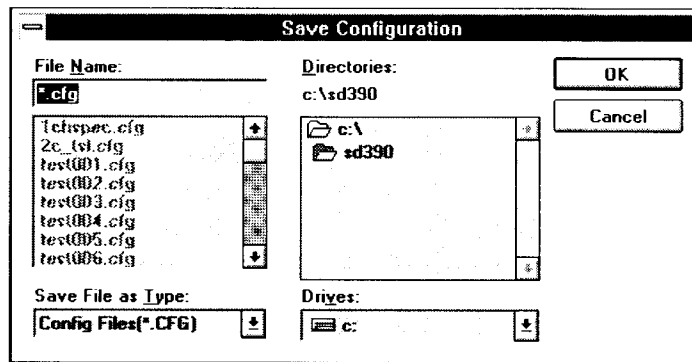 Save Configuration
File Name:
*.cfg
1chspec.cfg
2c_tst.cfg
test001.cfg
test002.cfg
test003.cfg
test004.cfg
test005.cfg
test006.cfg
Save File as Type:
Config Files(*.CFG)
Directories:
c:\sd390
c:\
sd390
Drives:
c:
OK
Cancel